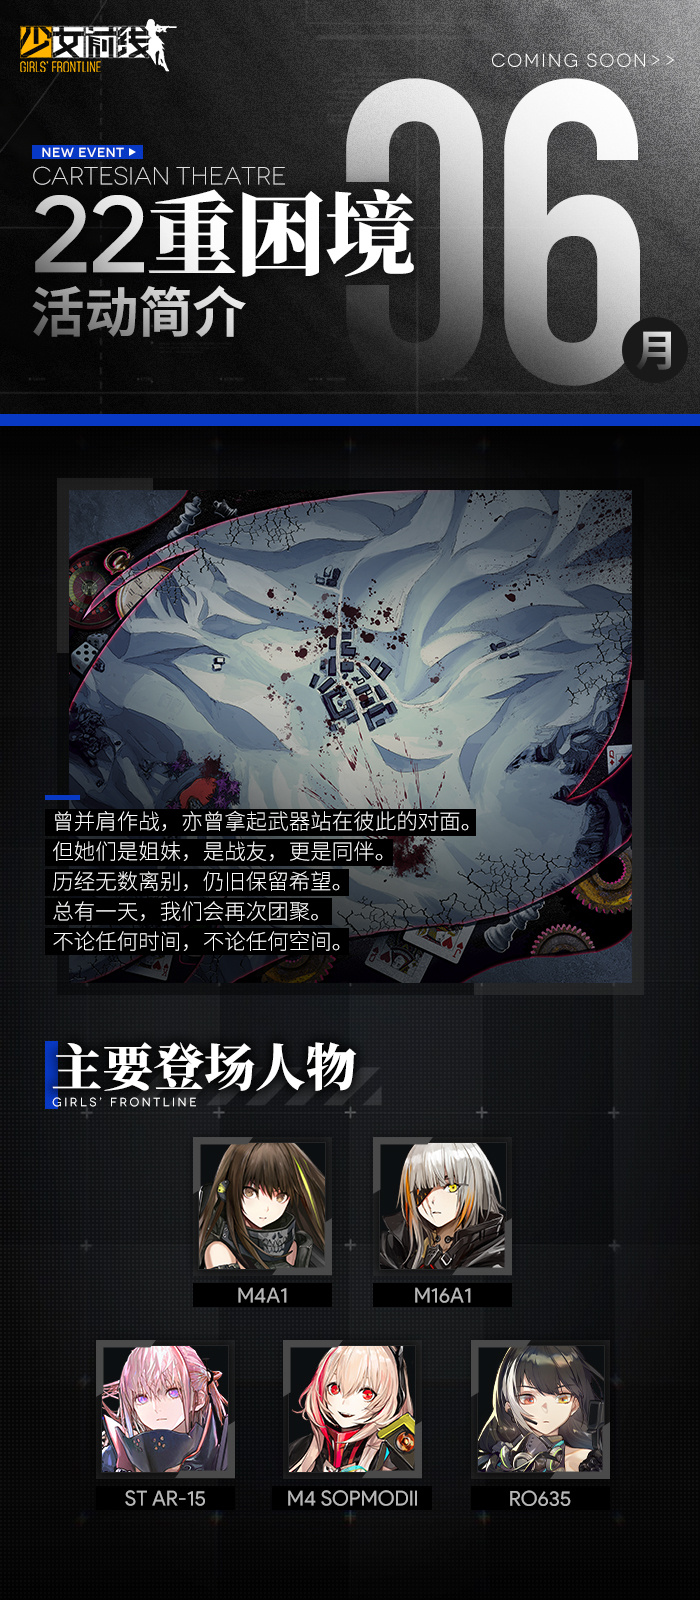 少女前线
GIRLS' FRONTLINE
COMING SOON>>
06
月
NEW EVENT
CARTESIAN THEATRE
22重困境
活动简介
曾并肩作战，亦曾拿起武器站在彼此的对面。
但她们是姐妹，是战友，更是同伴。
历经无数离别，仍旧保留希望。
总有一天，我们会再次团聚。
不论任何时间，不论任何空间。
主要登场人物
GIRLS' FRONTLINE
M4A1
M16A1
ST AR-15
M4 SOPMODII
RO635